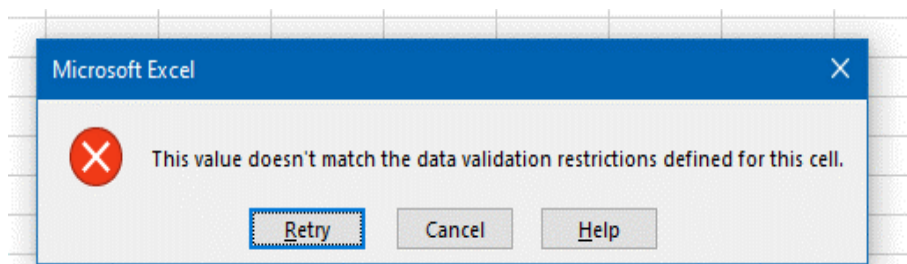 Microsoft Excel
This value doesn't match the data validation restrictions defined for this cell.
Retry
Cancel
Help